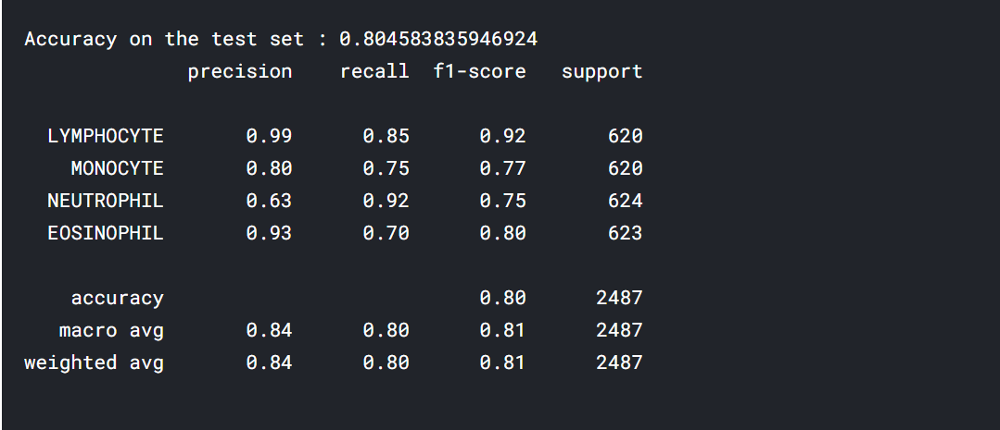 Accuracy on the test set : 0.804583835946924
precision recall f1-score support
LYMPHOCYTE 0.99 0.85 0.92 620
MONOCYTE 0.80 0.75 0.77 620
NEUTROPHIL 0.63 0.92 0.75 624
EOSINOPHIL 0.93 0.70 0.80 623
accuracy 0.80 2487
macro avg 0.84 0.80 0.81 2487
weighted avg 0.84 0.80 0.81 2487